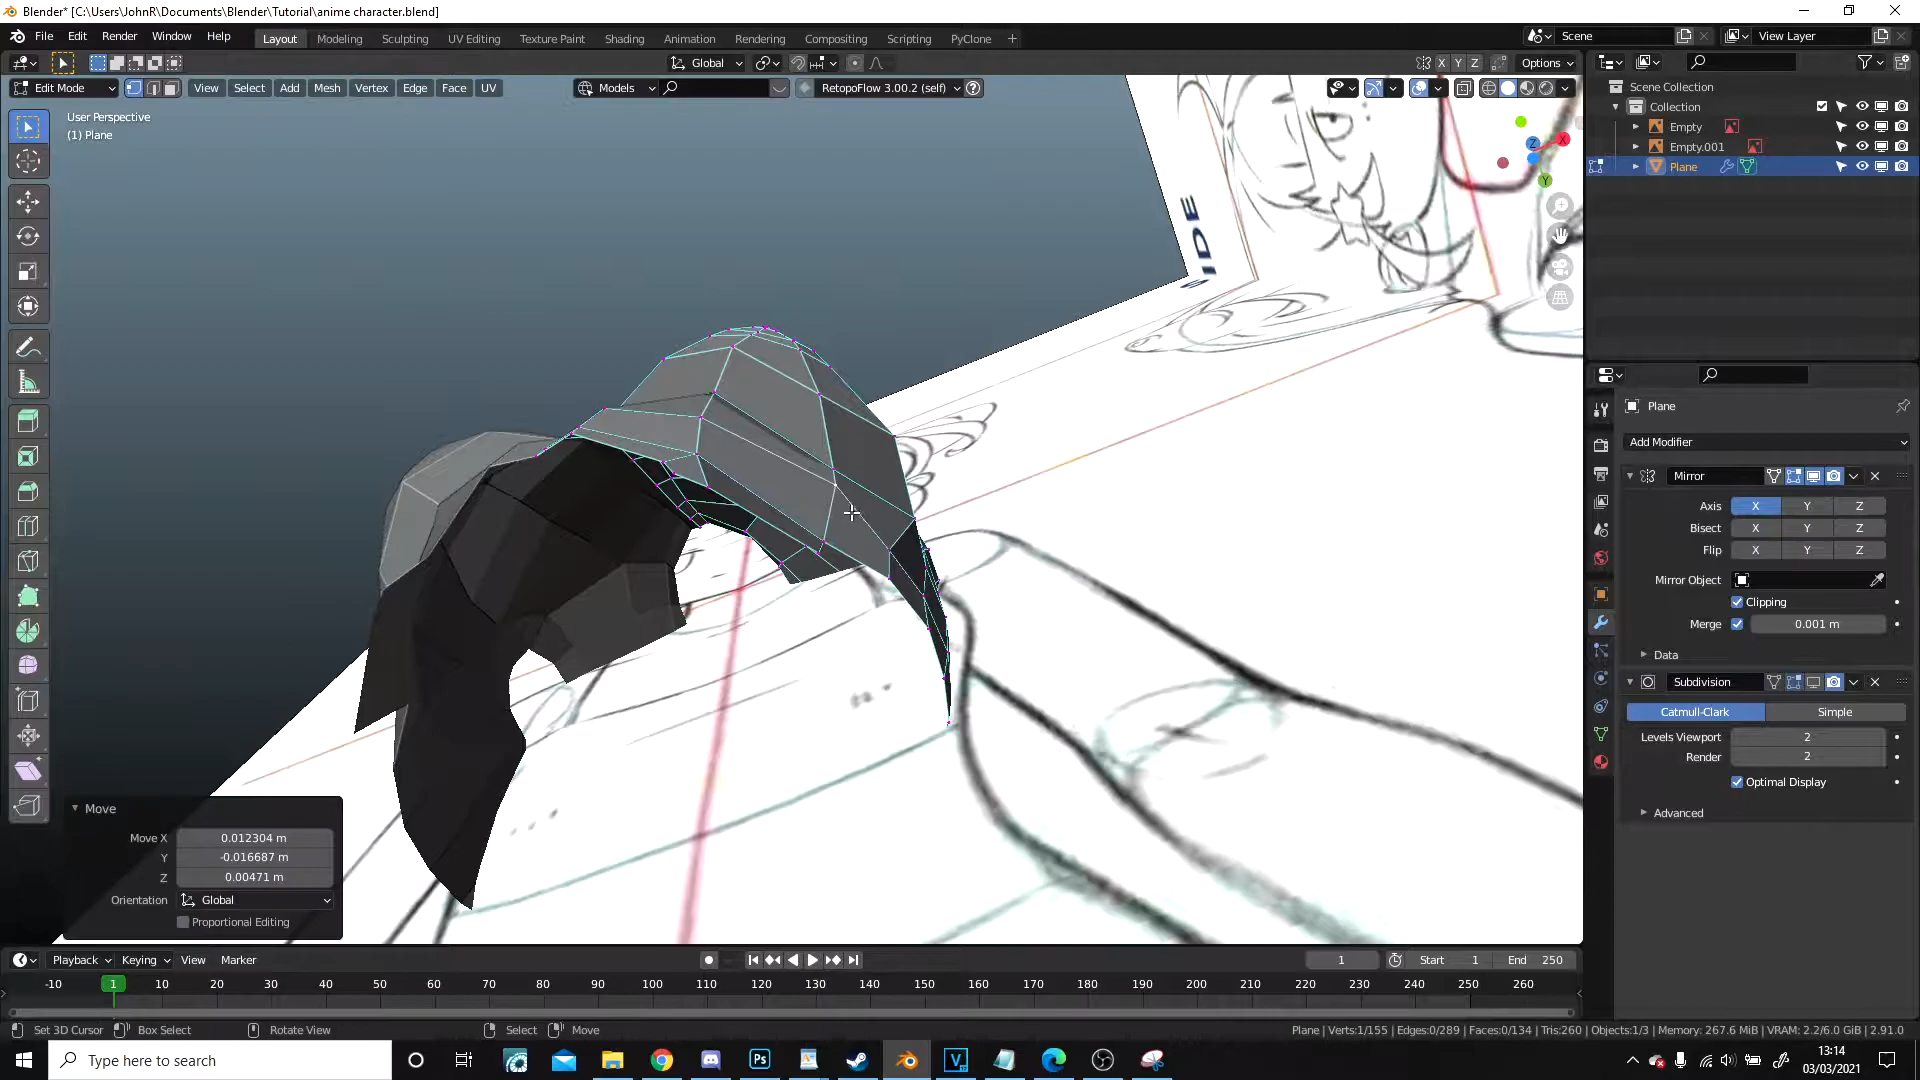 Blender* [C:\Users\JohnR\Documents\Blender\Tutorial\anime character.blend]
File Edit Render Window Help Layout Modeling Sculpting UV Editing Texture Paint Shading Animation Rendering Compositing Scripting PyClone + Scene View Layer
Global X Y Z Options
Edit Mode View Select Add Mesh Vertex Edge Face UV Models RetopoFlow 3.00.2 (self)
User Perspective
(1) Plane
SIDE
X
Y
Z
Scene Collection
Collection
Empty
Empty.001
Plane
Plane
Add Modifier
Mirror
Axis X Y Z
Bisect X Y Z
Flip X Y Z
Mirror Object
Clipping
Merge 0.001 m
Data
Subdivision
Catmull-Clark Simple
Levels Viewport 2
Render 2
Optimal Display
Advanced
Move
Move X 0.012304 m
Y -0.016687 m
Z 0.00471 m
Orientation Global
Proportional Editing
Playback Keying View Marker 1 Start 1 End 250
-10 1 10 20 30 40 50 60 70 80 90 100 110 120 130 140 150 160 170 180 190 200 210 220 230 240 250 260
Set 3D Cursor Box Select Rotate View Select Move Plane | Verts:1/155 | Edges:0/289 | Faces:0/134 | Tris:260 | Objects:1/3 | Memory: 267.6 MiB | VRAM: 2.2/6.0 GiB | 2.91.0
Type here to search
Ps
V
13:14
03/03/2021